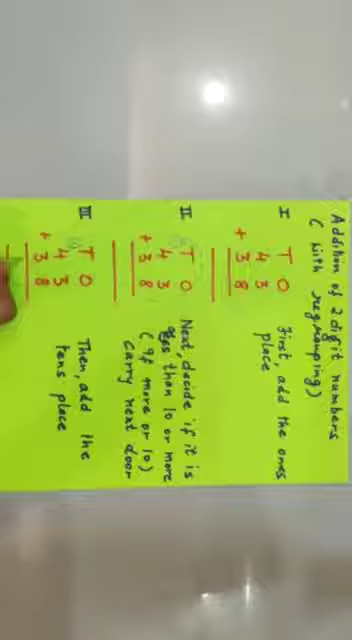 Addition of 2 digit numbers
( with regrouping)
I T O First, add the ones
4 3 place
+ 3 8
II T O Next, decide if it is
4 3 less than 10 or more
+ 3 8 ( If more or 10)
carry next door
III T O Then, add the
4 3 tens place
+ 3 8